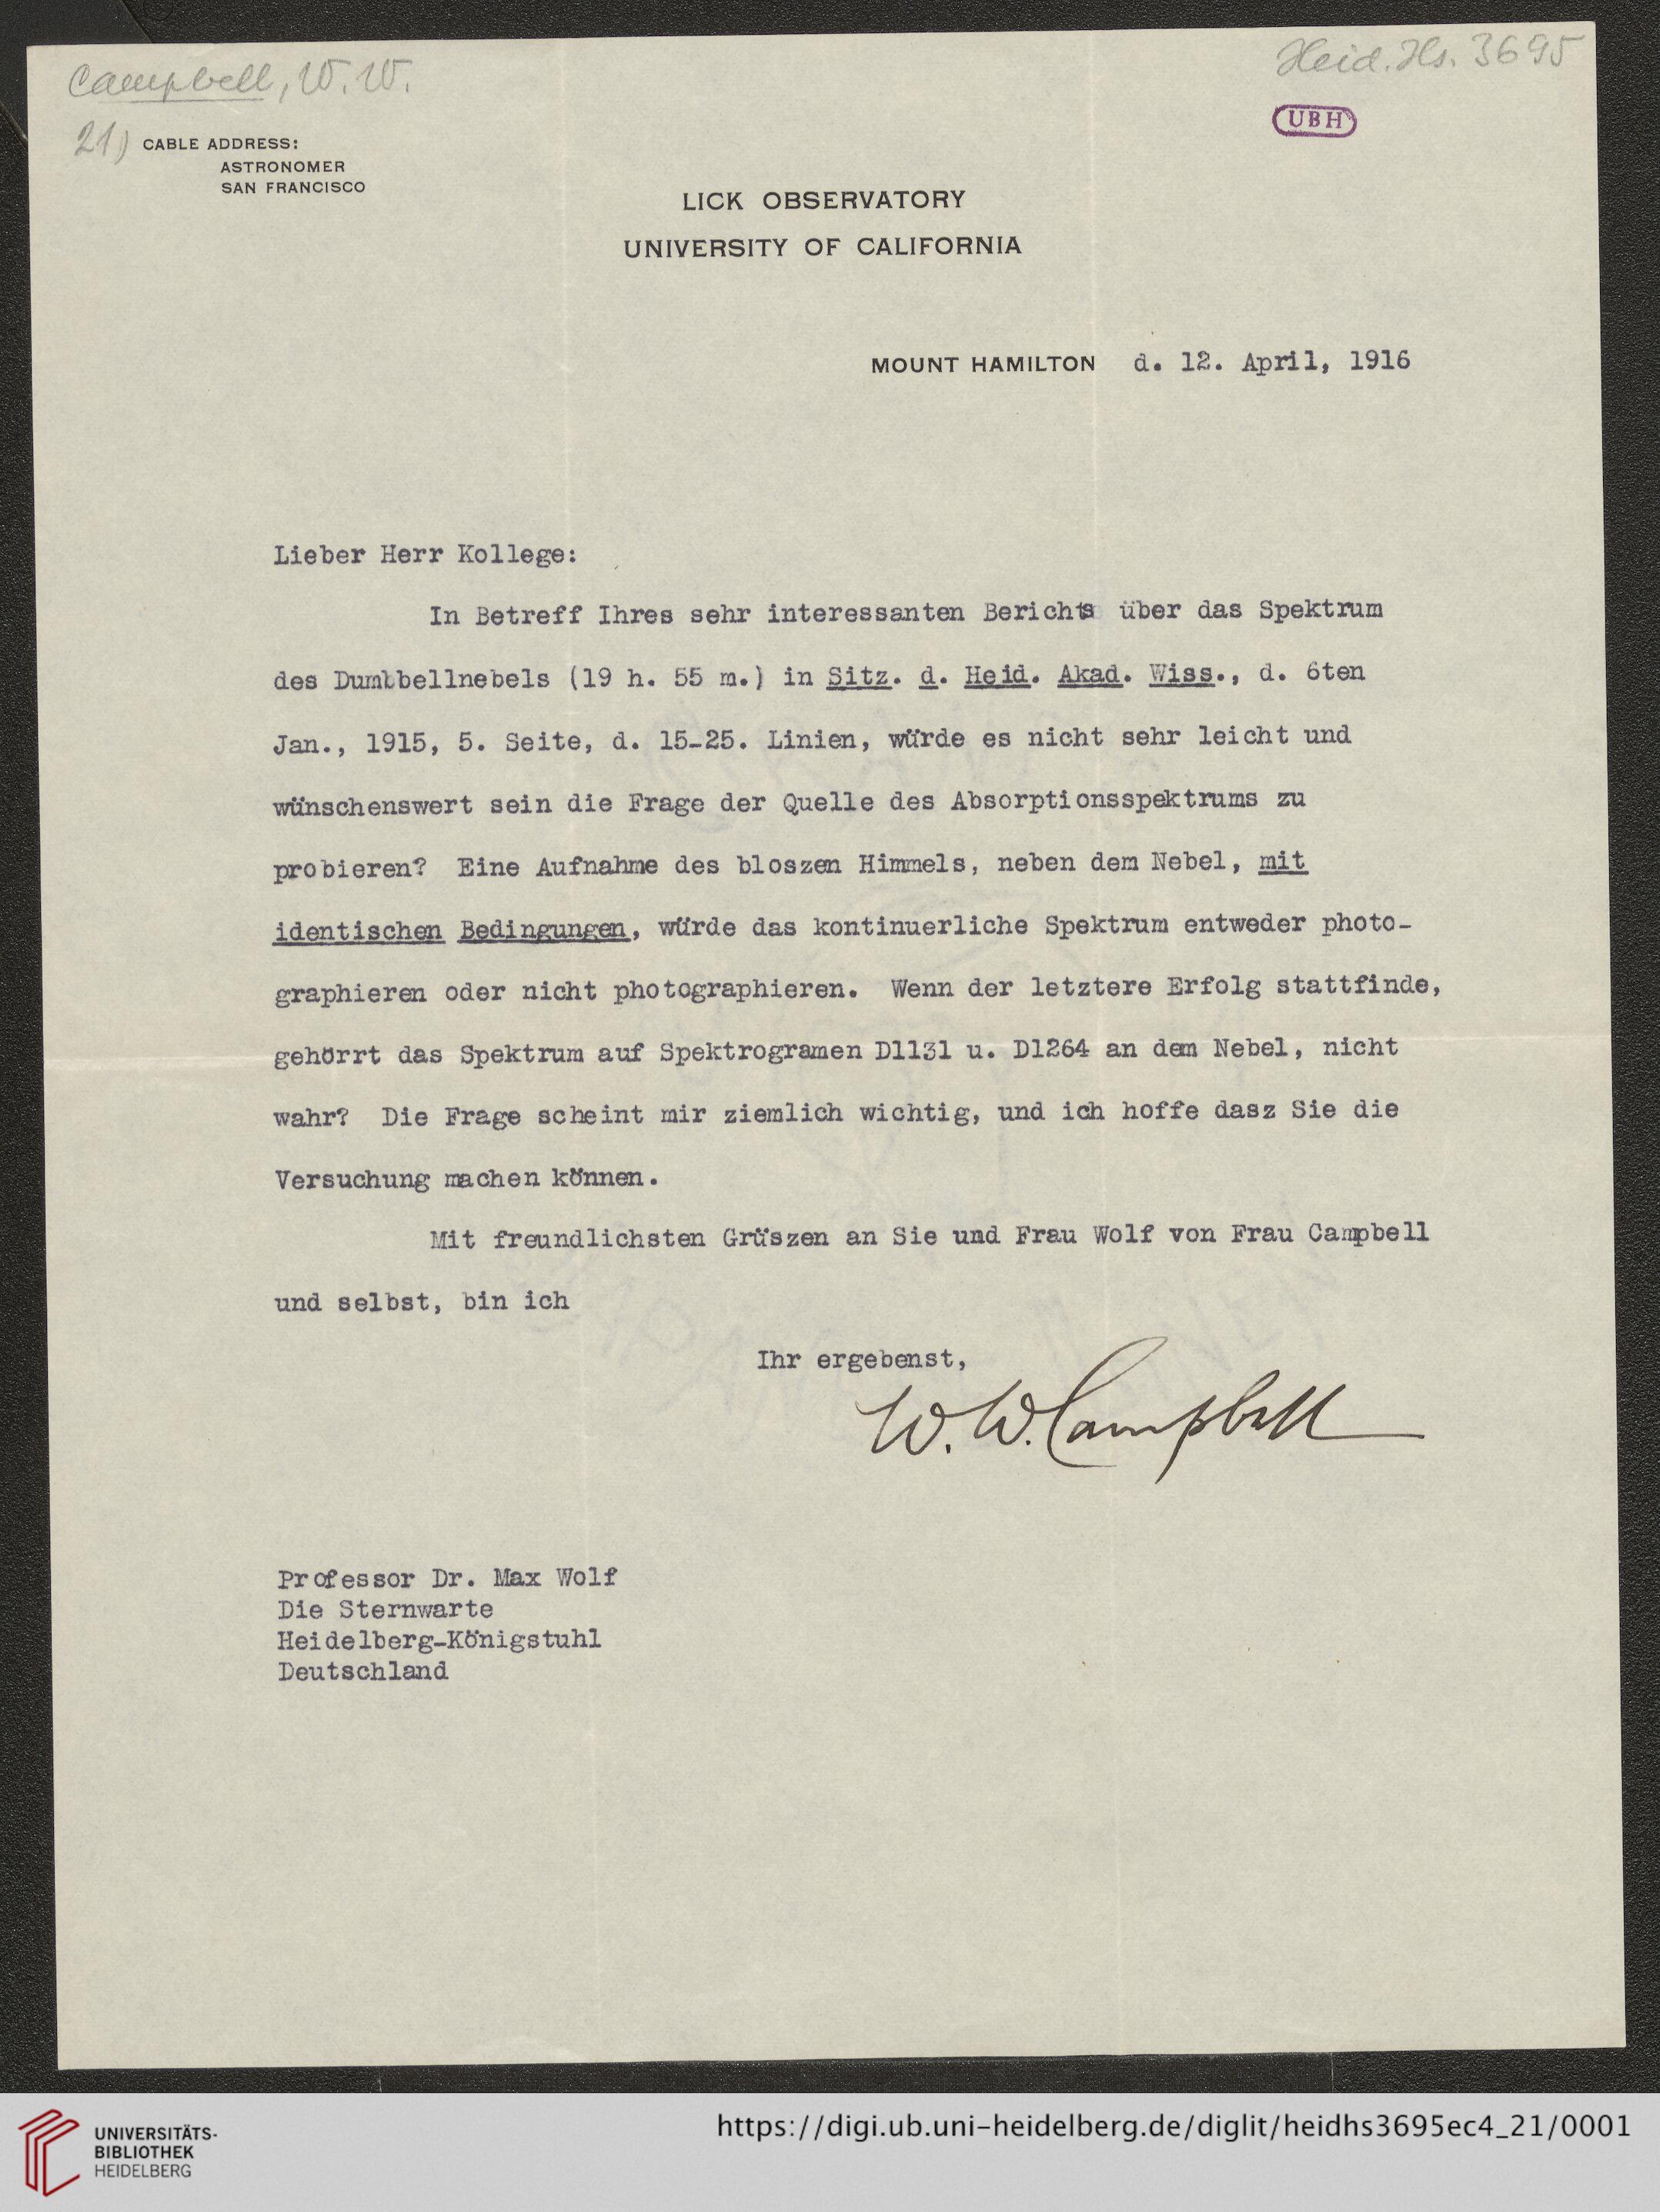 Campbell, W. W.
Heid. Hs. 3695
21)
UBH
CABLE ADDRESS:
ASTRONOMER
SAN FRANCISCO
LICK OBSERVATORY
UNIVERSITY OF CALIFORNIA
MOUNT HAMILTON d. 12. April, 1916
Lieber Herr Kollege:
In Betreff Ihres sehr interessanten Berichts über das Spektrum
des Dumbbellnebels (19 h. 55 m.) in Sitz. d. Heid. Akad. Wiss., d. 6ten
Jan., 1915, 5. Seite, d. 15-25. Linien, würde es nicht sehr leicht und
wünschenswert sein die Frage der Quelle des Absorptionsspektrums zu
probieren? Eine Aufnahme des bloszen Himmels, neben dem Nebel, mit
identischen Bedingungen, würde das kontinuerliche Spektrum entweder photo-
graphieren oder nicht photographieren. Wenn der letztere Erfolg stattfinde,
gehörrt das Spektrum auf Spektrogramen D1131 u. D1264 an dem Nebel, nicht
wahr? Die Frage scheint mir ziemlich wichtig, und ich hoffe dasz Sie die
Versuchung machen können.
Mit freundlichsten Grüszen an Sie und Frau Wolf von Frau Campbell
und selbst, bin ich
Ihr ergebenst,
W. W. Campbell
Professor Dr. Max Wolf
Die Sternwarte
Heidelberg-Königstuhl
Deutschland
UNIVERSITÄTS-
BIBLIOTHEK
HEIDELBERG
https://digi.ub.uni-heidelberg.de/diglit/heidhs3695ec4_21/0001